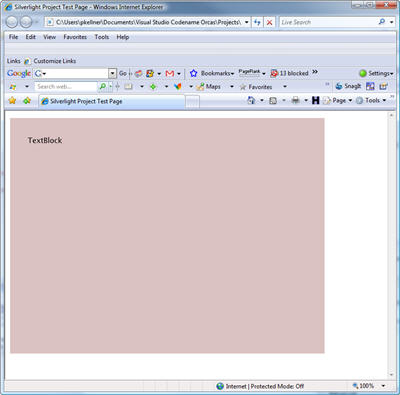 Silverlight Project Test Page - Windows Internet Explorer
C:\Users\pkellner\Documents\Visual Studio Codename Orcas\Projects\
Live Search
File Edit View Favorites Tools Help
Links Customize Links
Google G Go Bookmarks PageRank 13 blocked Settings
Search web... Maps Favorites SnagIt
Silverlight Project Test Page Page Tools
TextBlock
Internet | Protected Mode: Off 100%